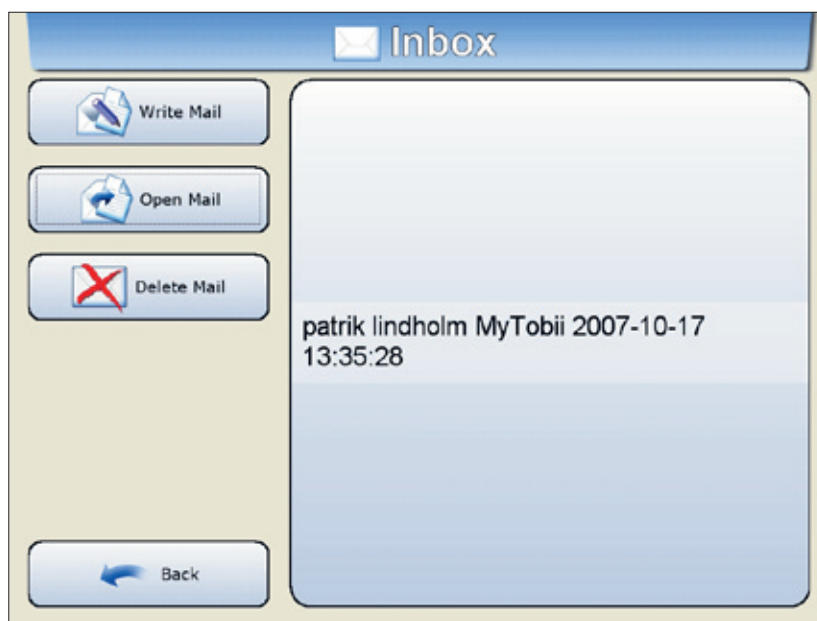 Inbox
Write Mail
Open Mail
Delete Mail
patrik lindholm MyTobii 2007-10-17
13:35:28
Back